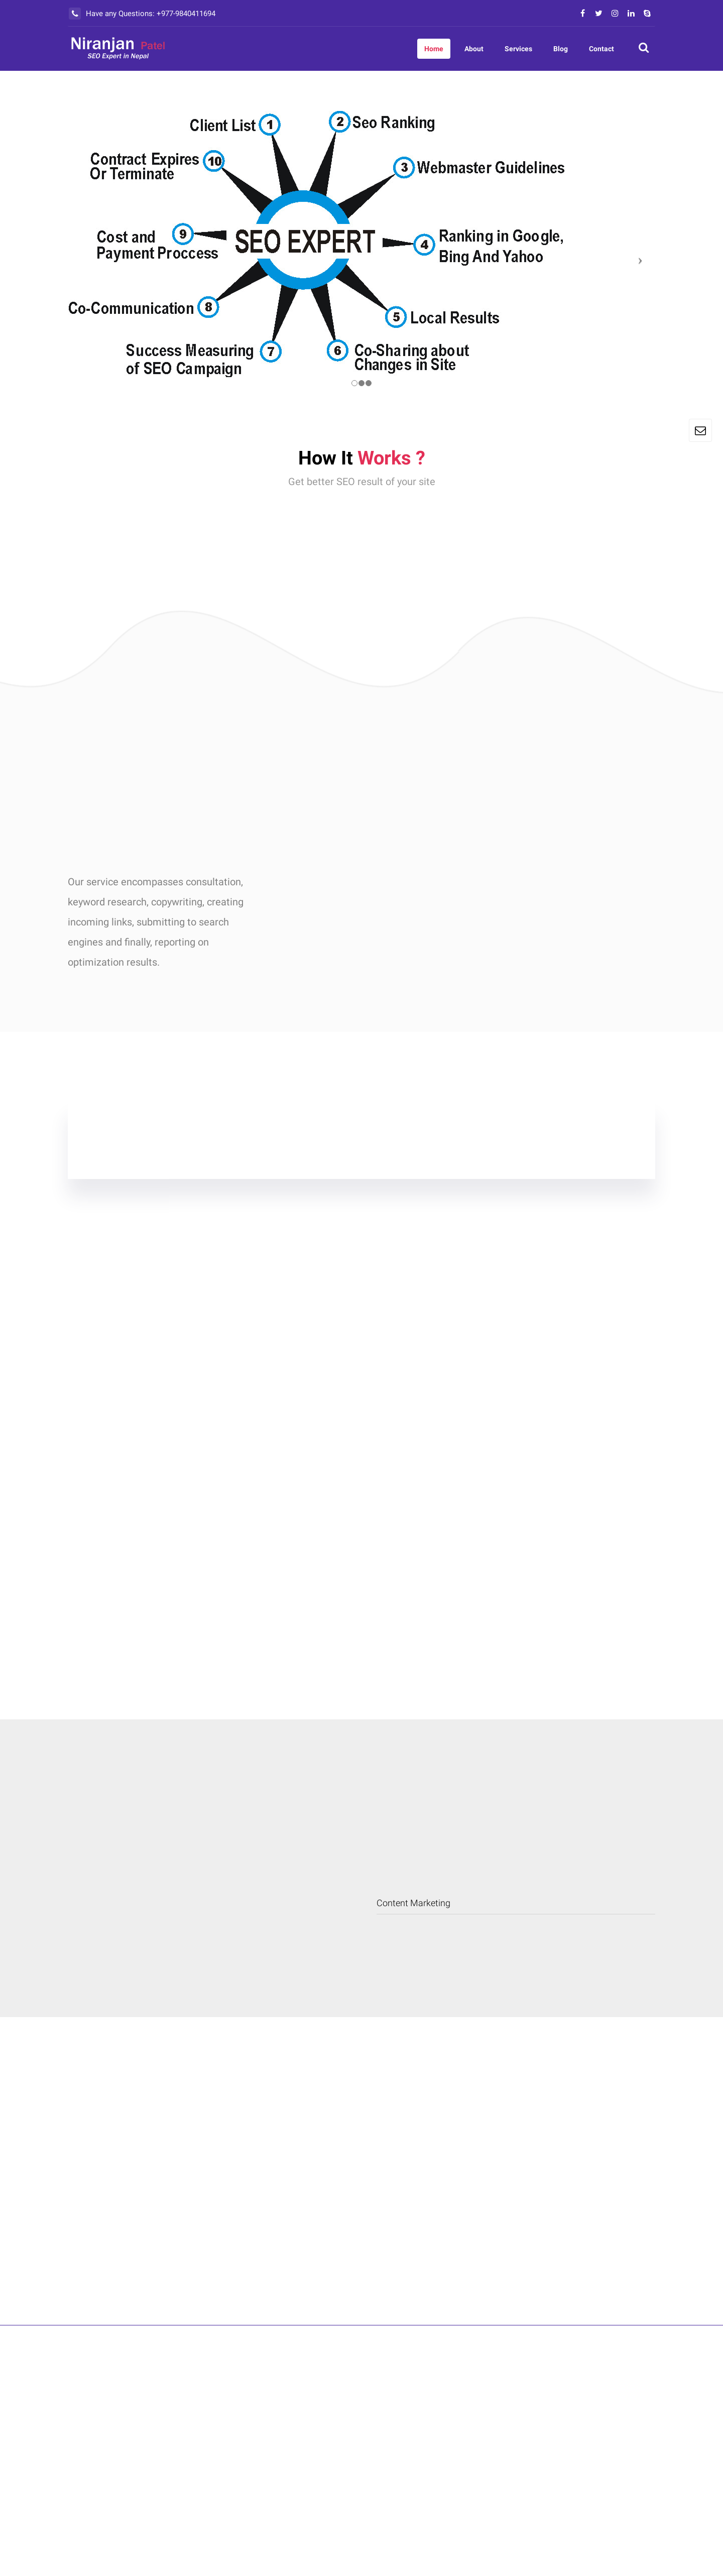 Have any Questions: +977-9840411694
Niranjan Patel
SEO Expert in Nepal
Home About Services Blog Contact
Client List 1
2 Seo Ranking
Contract Expires 10
Or Terminate
3 Webmaster Guidelines
Cost and 9
Payment Proccess
SEO EXPERT
4 Ranking in Google,
Bing And Yahoo
Co-Communication 8
5 Local Results
Success Measuring 7
of SEO Campaign
6 Co-Sharing about
Changes in Site
How It Works ?
Get better SEO result of your site
Our service encompasses consultation,
keyword research, copywriting, creating
incoming links, submitting to search
engines and finally, reporting on
optimization results.
Content Marketing